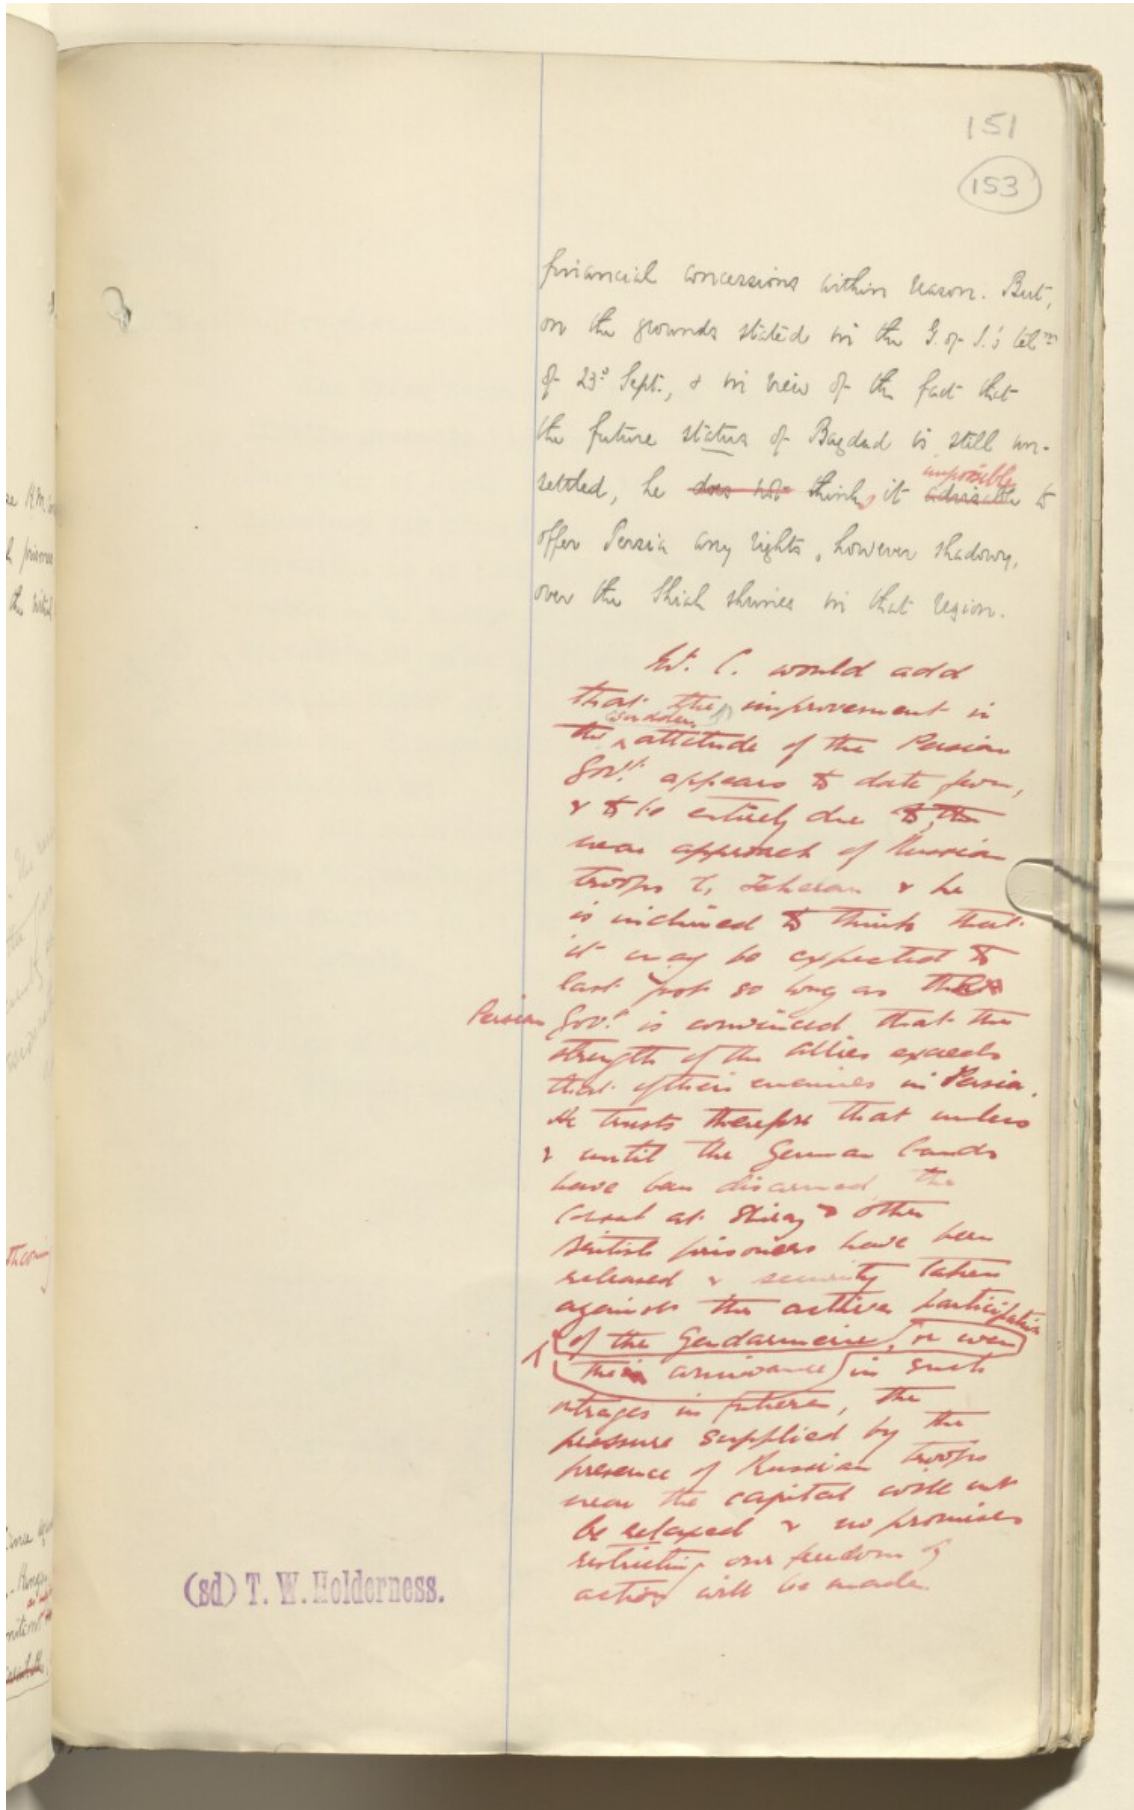 151
153
financial concessions within reason. But,
on the grounds stated in the G. of I.'s telm
of 23d Sept., & in view of the fact that
the future status of Bagdad is still un-
settled, he does not thinks it impossible advisable to
offer Persia any rights, however shadowy,
over the Shiah shrines in that region.
Mr. C. would add
that the improvement in
the sudden attitude of the Persian
Govt. appears to date from,
& to be entirely due to, the
near approach of Russian
troops to Teheran & he
is inclined to think that
it may be expected to
last just so long as the
Persian Govt. is convinced that the
strength of the allies exceeds
that of their enemies in Persia.
He trusts therefore that unless
& until the German bands
have been disarmed, the
Consul at Shiraz & other
British prisoners have been
released & security taken
against the active participation
of the Gendarmerie, or even
their connivance in such
outrages in future, the
pressure supplied by the
presence of Russian troops
near the capital will not
be relaxed & no promises
restricting our freedom of
action will be made.
(sd) T. W. Holderness.